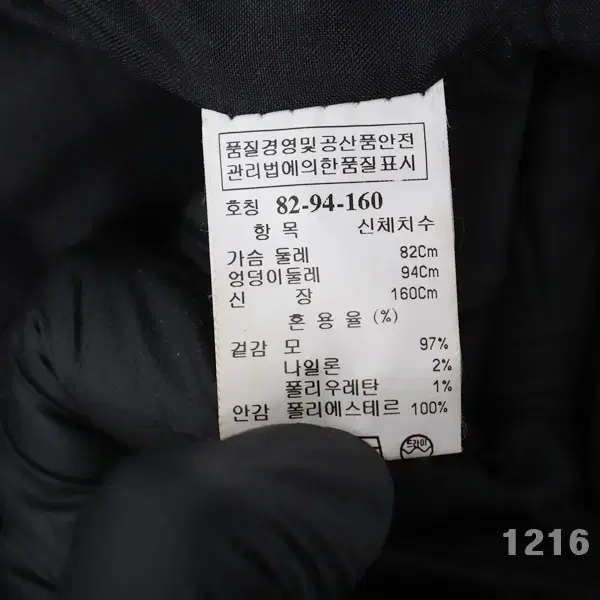 품질경영및공산품안전
관리법에의한품질표시
호칭 82-94-160
항 목 신체치수
가슴 둘레 82Cm
엉덩이둘레 94Cm
신 장 160Cm
혼 용 율 (%)
겉감 모 97%
나일론 2%
폴리우레탄 1%
안감 폴리에스테르 100%
드라이
1216